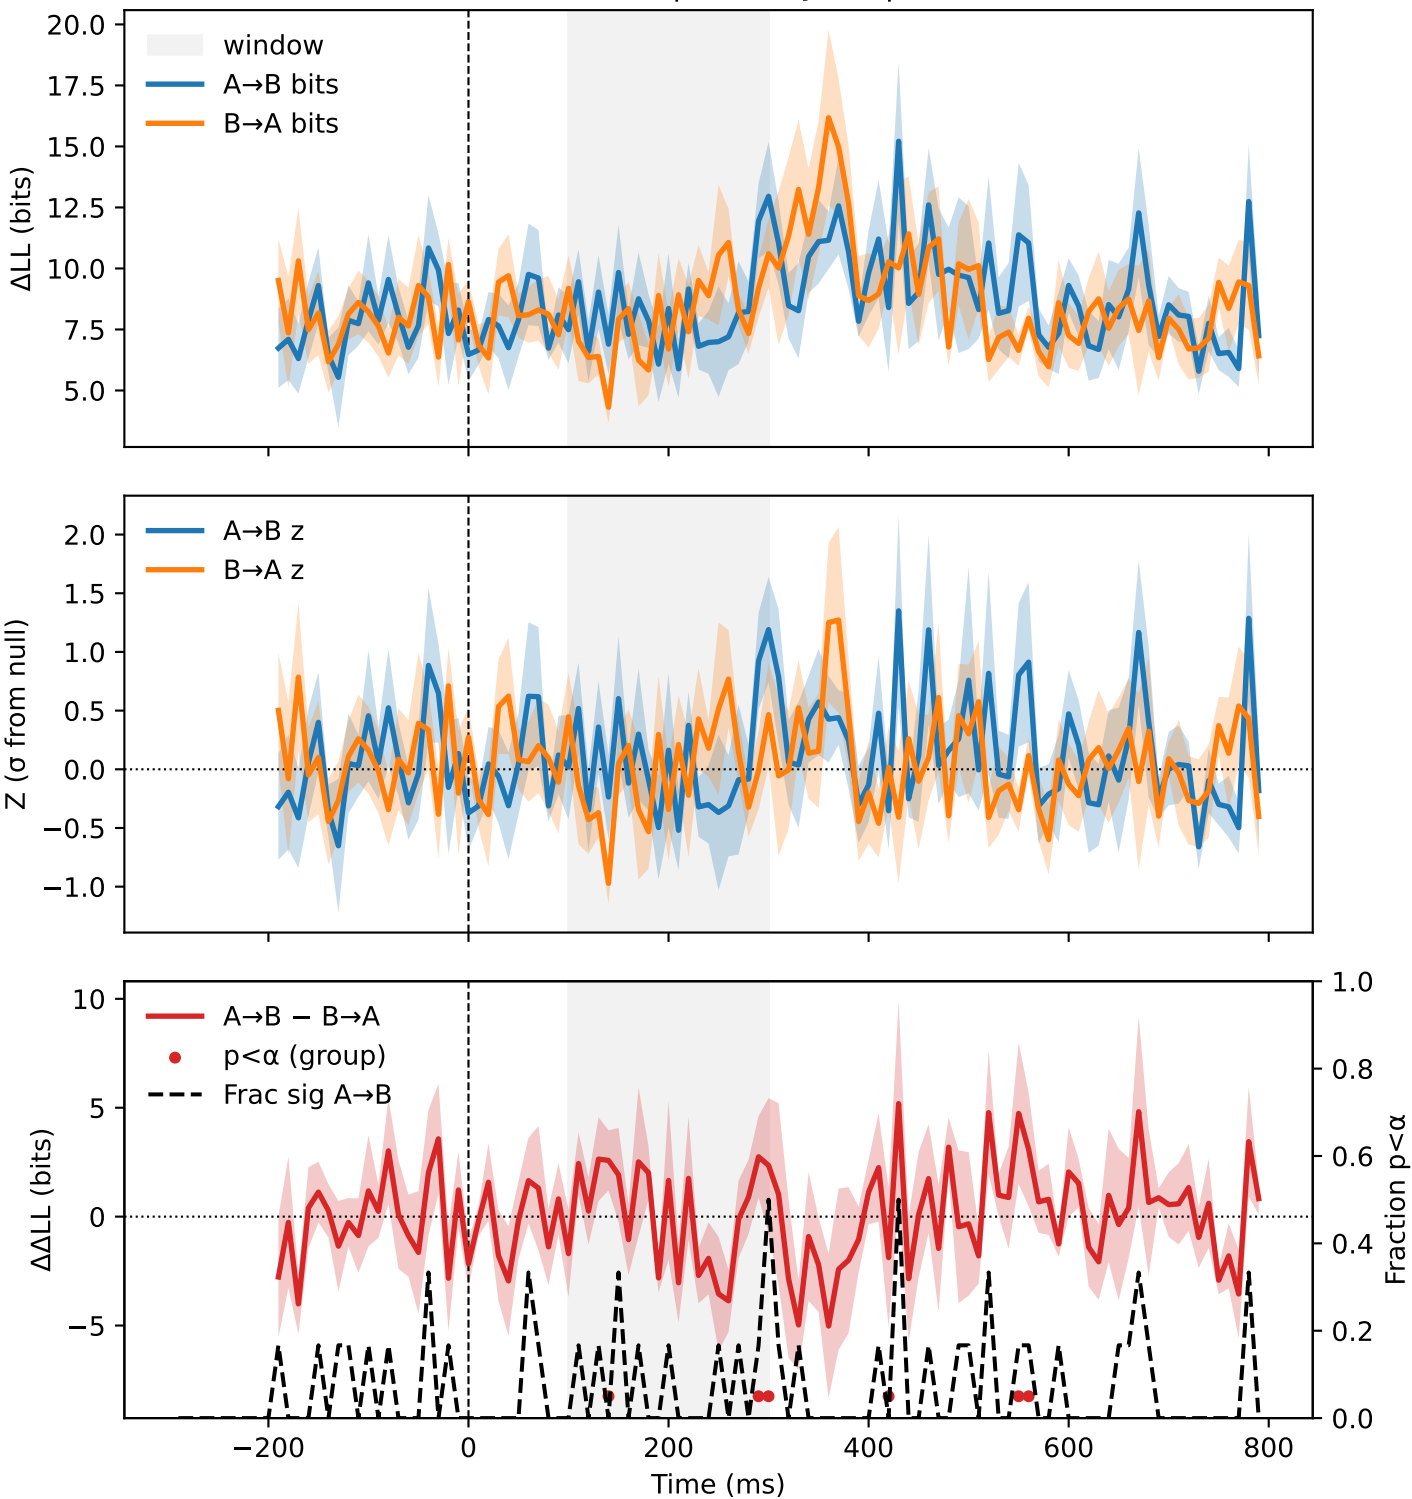 20.0
17.5
15.0
12.5
10.0
7.5
5.0
ΔLL (bits)
window
A→B bits
B→A bits
2.0
1.5
1.0
0.5
0.0
−0.5
−1.0
Z (σ from null)
A→B z
B→A z
10
5
0
−5
ΔΔLL (bits)
A→B − B→A
p<α (group)
Frac sig A→B
1.0
0.8
0.6
0.4
0.2
0.0
Fraction p<α
−200 0 200 400 600 800
Time (ms)